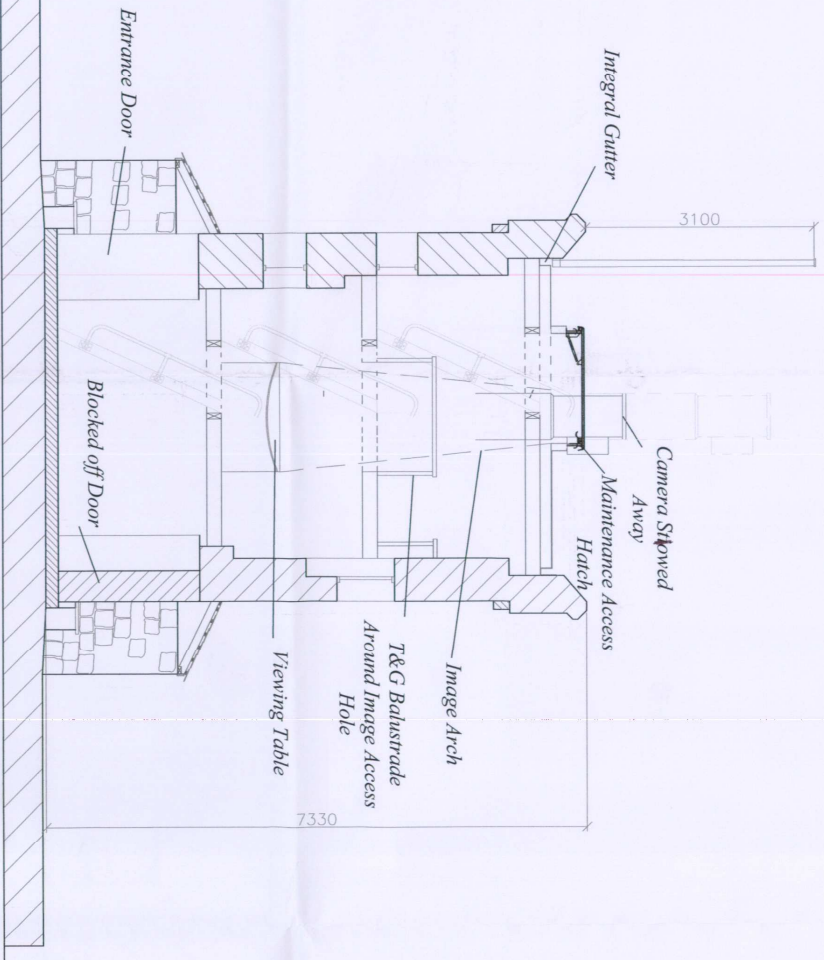 Integral Gutter
Entrance Door
3100
Camera Stowed
Away
Maintenance Access
Hatch
Blocked off Door
Image Arch
T&G Balustrade
Around Image Access
Hole
Viewing Table
7330